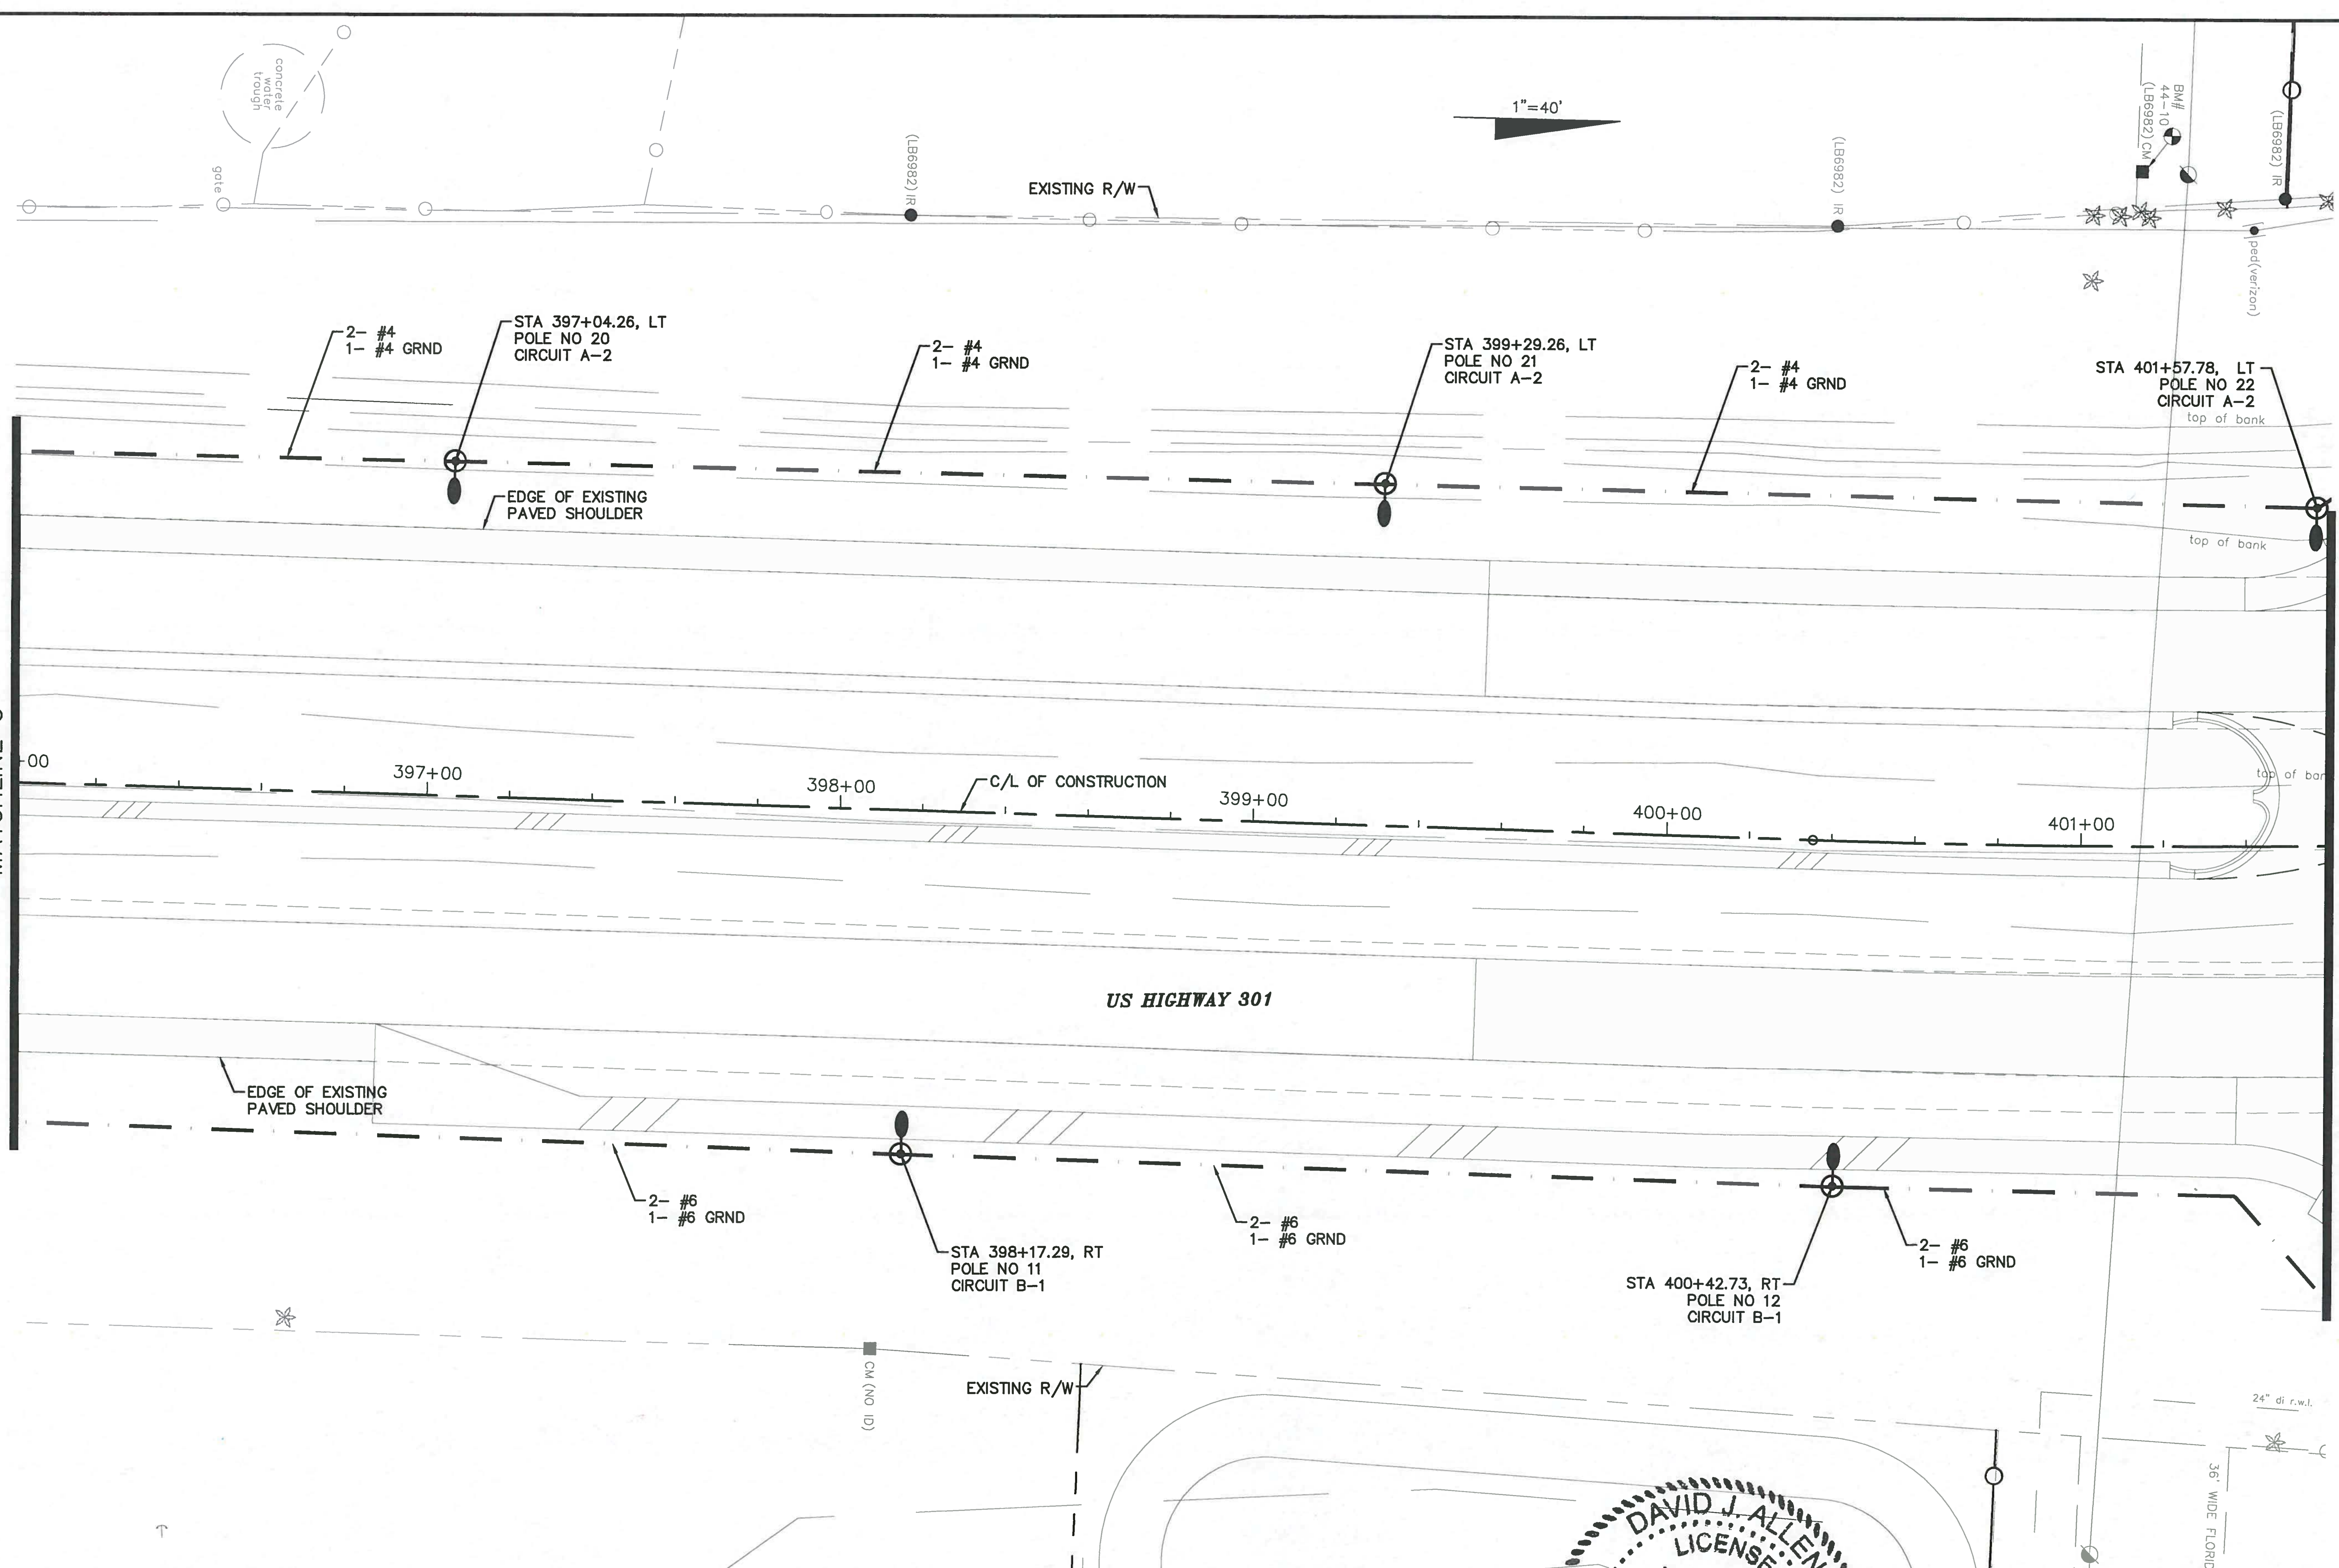 concrete
water
trough
gate
(LB6982) IR
EXISTING R/W
1"=40'
(LB6982) IR
BM#
44-10
(LB6982) CM
(LB6982) IR
ped(verizon)
2- #4
1- #4 GRND
STA 397+04.26, LT
POLE NO 20
CIRCUIT A-2
2- #4
1- #4 GRND
STA 399+29.26, LT
POLE NO 21
CIRCUIT A-2
2- #4
1- #4 GRND
STA 401+57.78, LT
POLE NO 22
CIRCUIT A-2
top of bank
EDGE OF EXISTING
PAVED SHOULDER
top of bank
+00
397+00
398+00
C/L OF CONSTRUCTION
399+00
400+00
401+00
top of ban
US HIGHWAY 301
EDGE OF EXISTING
PAVED SHOULDER
2- #6
1- #6 GRND
STA 398+17.29, RT
POLE NO 11
CIRCUIT B-1
2- #6
1- #6 GRND
STA 400+42.73, RT
POLE NO 12
CIRCUIT B-1
2- #6
1- #6 GRND
CM (NO ID)
EXISTING R/W
24" di r.w.l.
36' WIDE FLORID
DAVID J. ALLEN
LICENSE